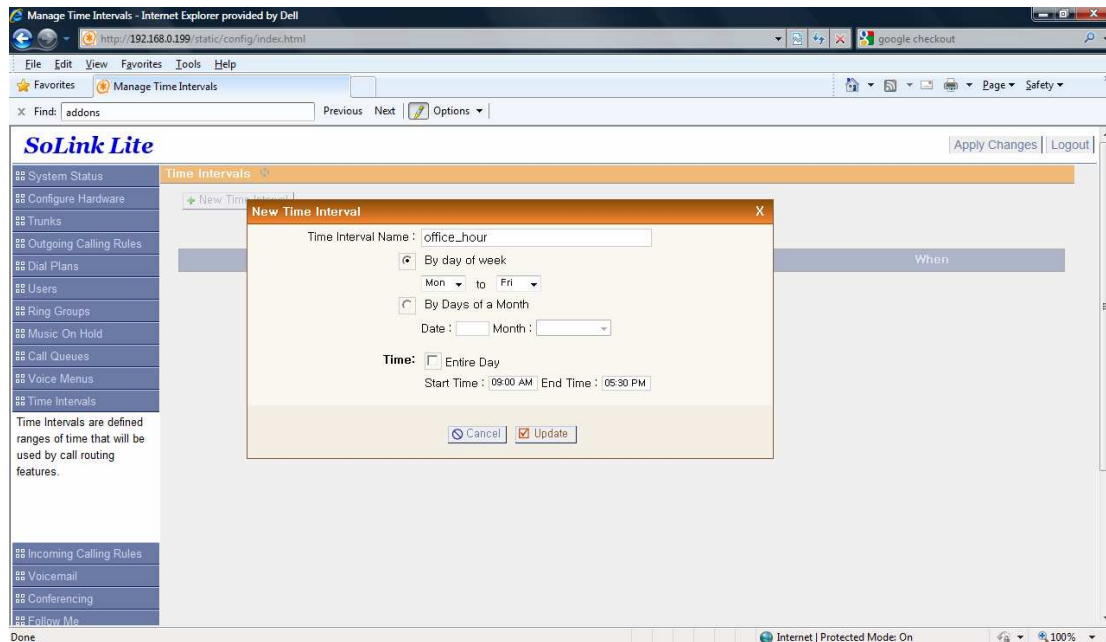 Manage Time Intervals - Internet Explorer provided by Dell
http://192.168.0.199/static/config/index.html
google checkout
File Edit View Favorites Tools Help
Favorites Manage Time Intervals Page Safety
X Find: addons Previous Next Options
SoLink Lite Apply Changes Logout
System Status
Configure Hardware
Trunks
Outgoing Calling Rules
Dial Plans
Users
Ring Groups
Music On Hold
Call Queues
Voice Menus
Time Intervals
Time Intervals are defined
ranges of time that will be
used by call routing
features.
Incoming Calling Rules
Voicemail
Conferencing
Follow Me
Time Intervals
New Time Interval
When
New Time Interval X
Time Interval Name : office_hour
By day of week
Mon to Fri
By Days of a Month
Date : Month :
Time: Entire Day
Start Time : 09:00 AM End Time : 05:30 PM
Cancel Update
Done Internet | Protected Mode: On 100%